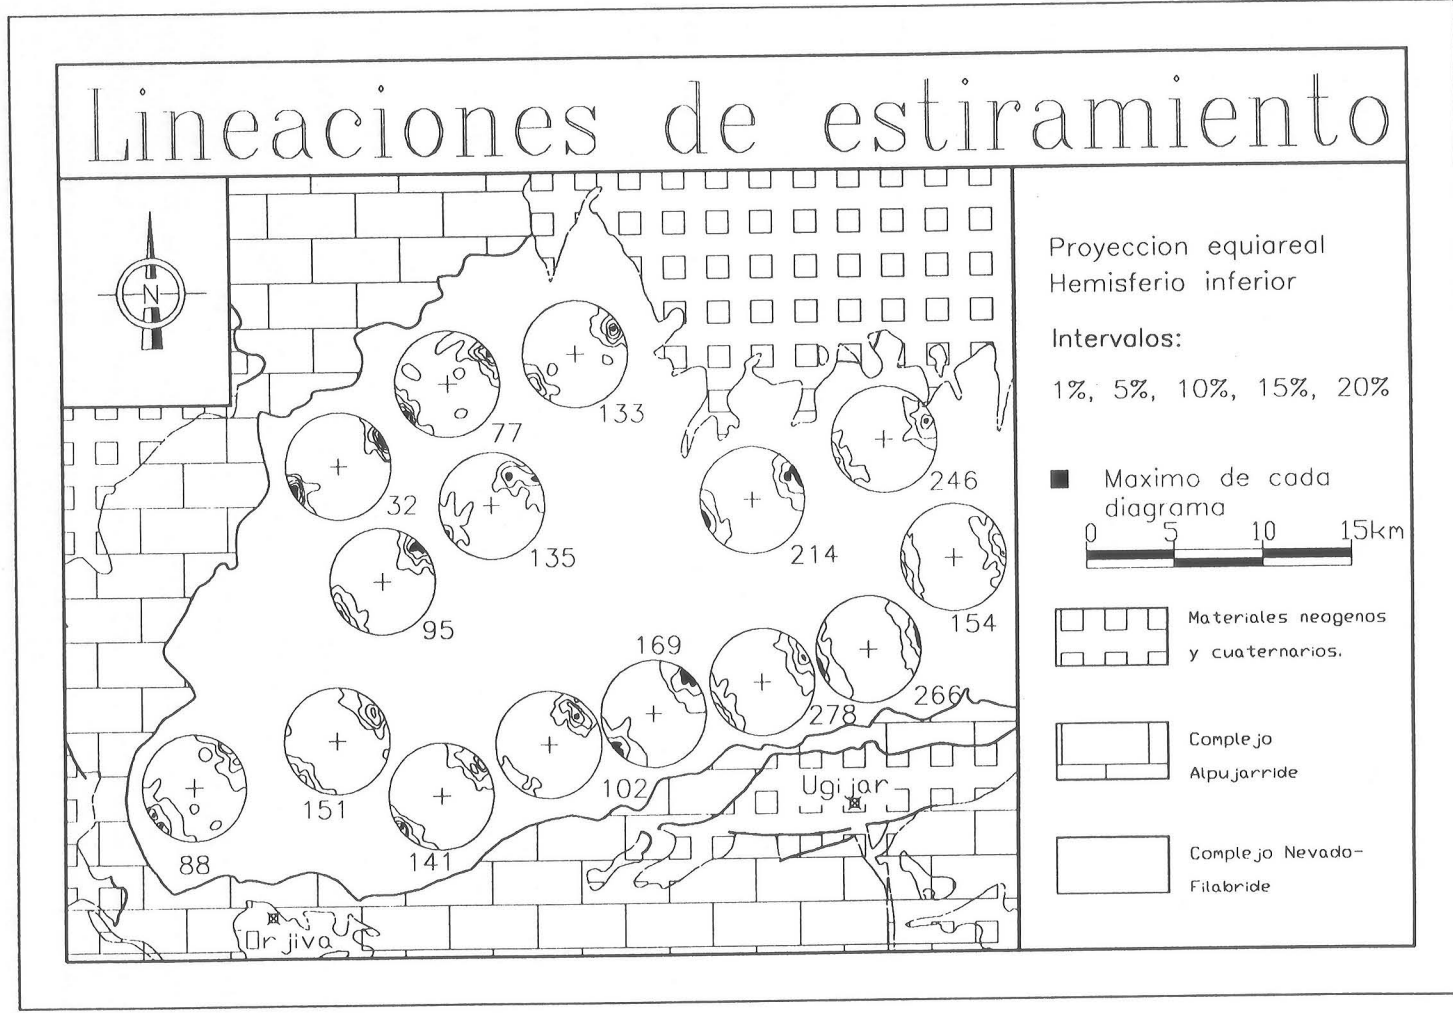 Lineaciones de estiramiento
N
133
77
32
135
246
214
95
154
169
266
278
151
102
141
88
Ugijar
Orjiva
Proyeccion equiareal
Hemisferio inferior
Intervalos:
1%, 5%, 10%, 15%, 20%
Maximo de cada
diagrama
0 5 10 15km
Materiales neogenos
y cuaternarios.
Complejo
Alpujarride
Complejo Nevado-
Filabride